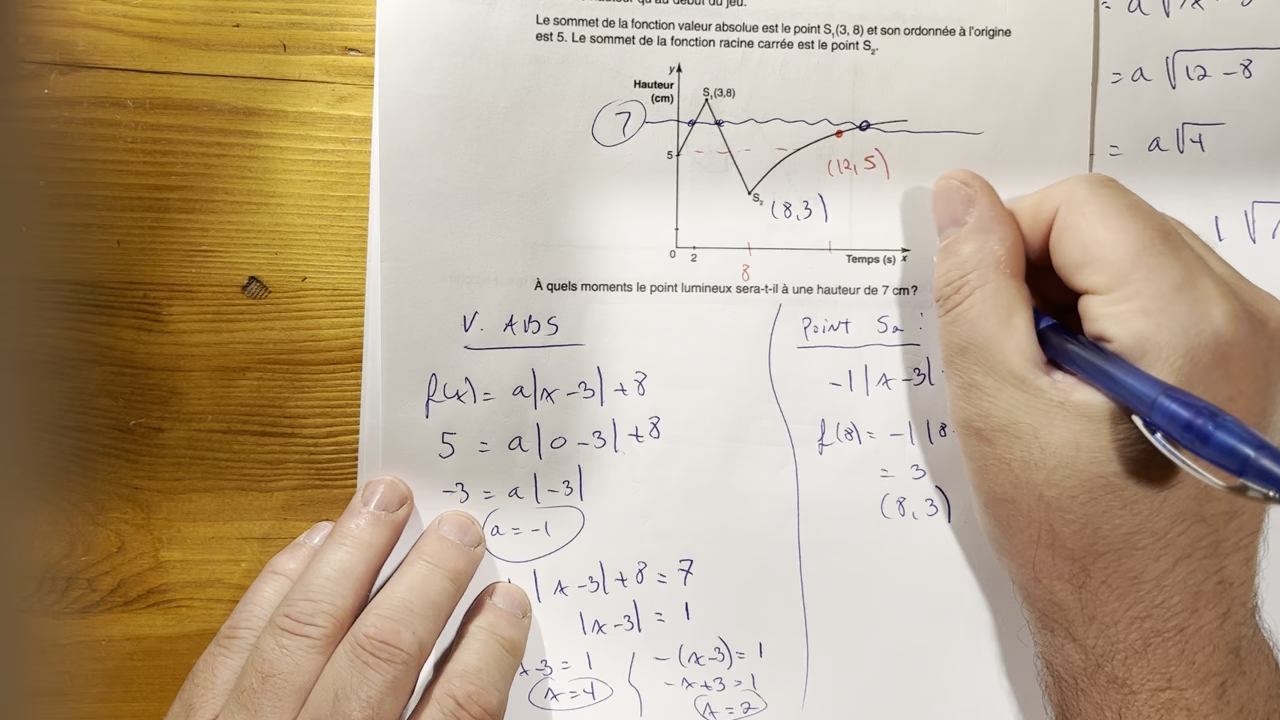 du jeu.
Le sommet de la fonction valeur absolue est le point S₁(3, 8) et son ordonnée à l'origine
est 5. Le sommet de la fonction racine carrée est le point S₂.
y
Hauteur
(cm)
S₁(3,8)
7
5
(12, 5)
S₂ (8,3)
0 2
8
Temps (s) x
À quels moments le point lumineux sera-t-il à une hauteur de 7 cm?
V. ABS
f(x) = a|x-3| +8
5 = a|0-3| +8
-3 = a|-3|
a = -1
|x-3| +8 = 7
|x-3| = 1
x-3 = 1
x=4
-(x-3) = 1
-x+3 = 1
x=2
Point S₂ :
-1|x-3|
f(8) = -1|8
= 3
(8,3)
= a√
= a√12-8
= a√4
1√